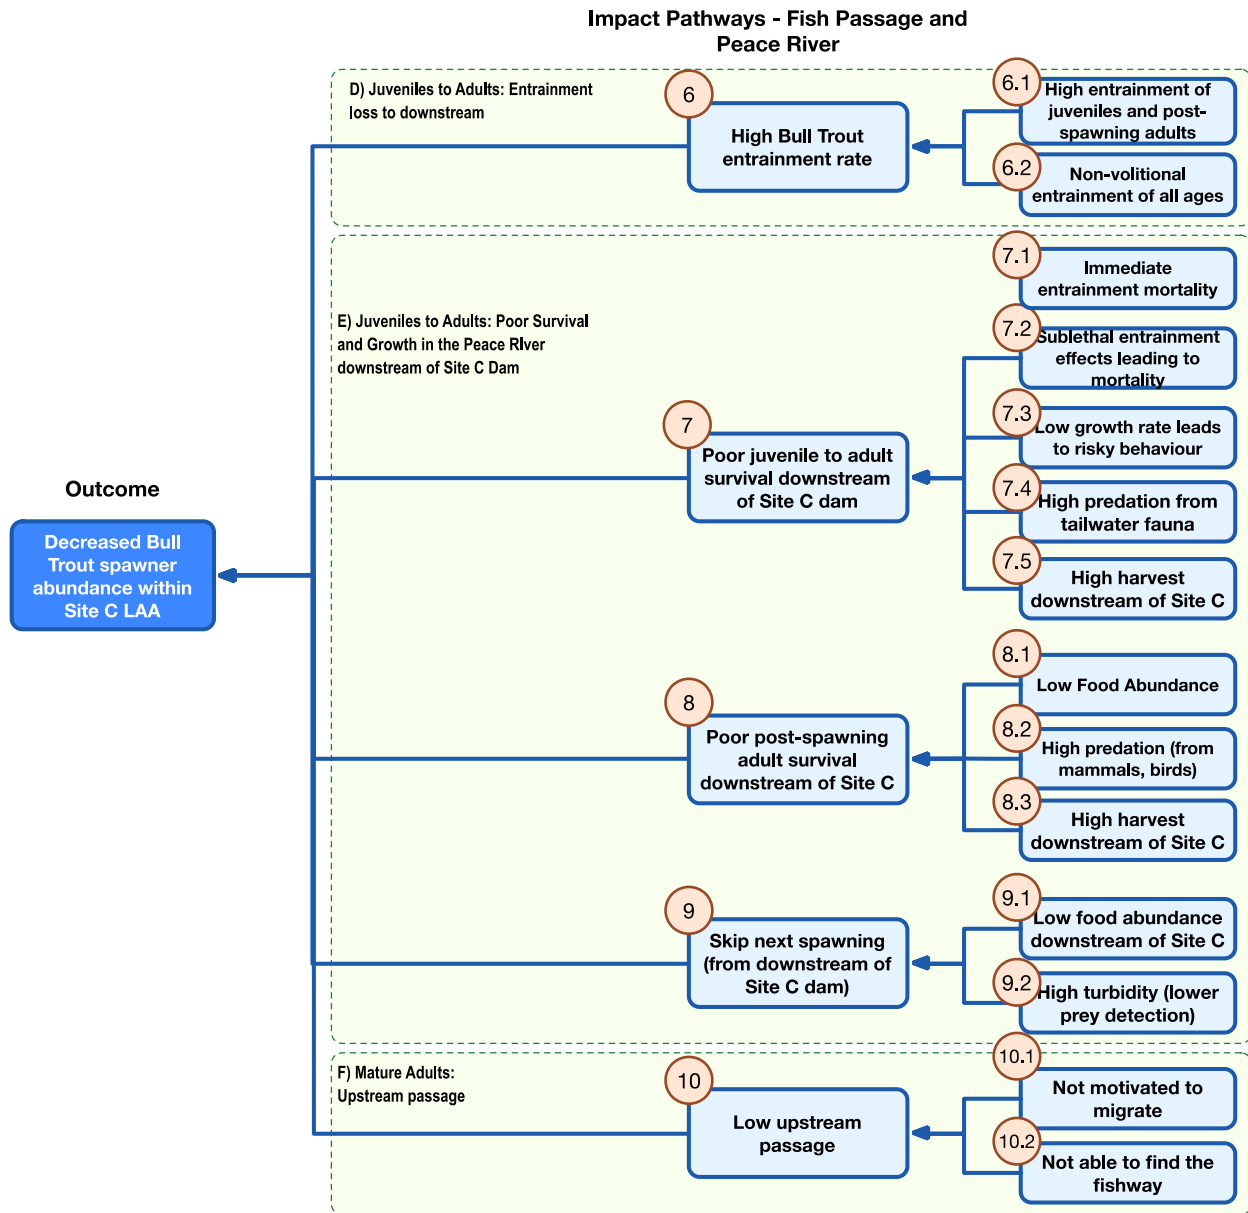 Impact Pathways - Fish Passage and
Peace River
D) Juveniles to Adults: Entrainment
loss to downstream
6
High Bull Trout
entrainment rate
6.1
High entrainment of
juveniles and post-
spawning adults
6.2
Non-volitional
entrainment of all ages
E) Juveniles to Adults: Poor Survival
and Growth in the Peace RIver
downstream of Site C Dam
7
Poor juvenile to adult
survival downstream
of Site C dam
7.1
Immediate
entrainment mortality
7.2
Sublethal entrainment
effects leading to
mortality
7.3
Low growth rate leads
to risky behaviour
7.4
High predation from
tailwater fauna
7.5
High harvest
downstream of Site C
Outcome
Decreased Bull
Trout spawner
abundance within
Site C LAA
8
Poor post-spawning
adult survival
downstream of Site C
8.1
Low Food Abundance
8.2
High predation (from
mammals, birds)
8.3
High harvest
downstream of Site C
9
Skip next spawning
(from downstream of
Site C dam)
9.1
Low food abundance
downstream of Site C
9.2
High turbidity (lower
prey detection)
F) Mature Adults:
Upstream passage
10
Low upstream
passage
10.1
Not motivated to
migrate
10.2
Not able to find the
fishway